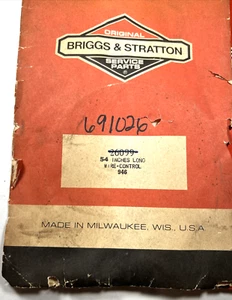 ORIGINAL
BRIGGS & STRATTON
SERVICE
PARTS
®
691026
26099
54 INCHES LONG
WIRE-CONTROL
946
MADE IN MILWAUKEE, WIS., U.S.A